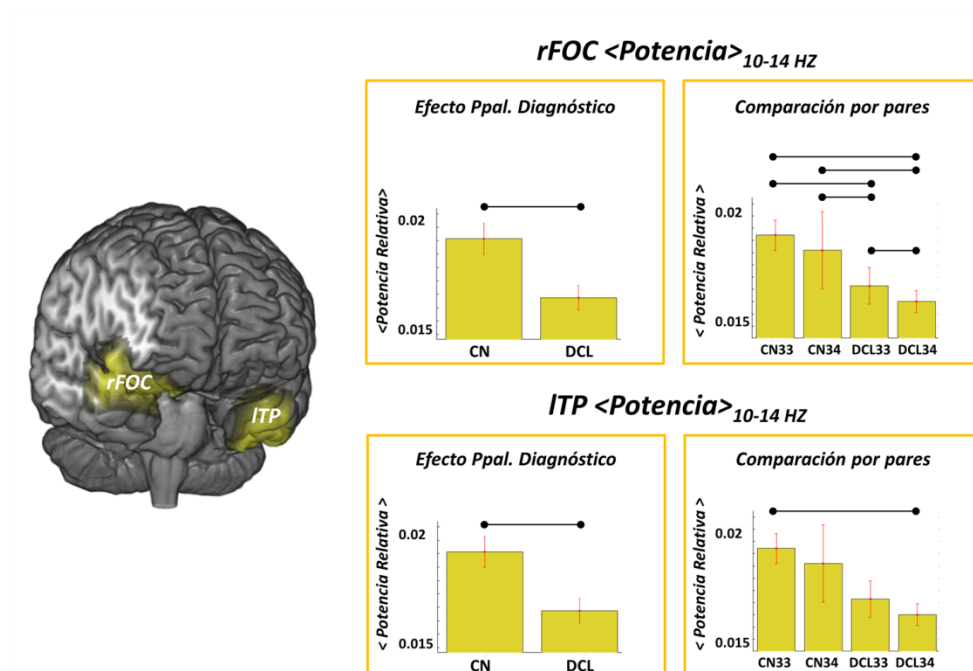 rFOC <Potencia>10-14 HZ
Efecto Ppal. Diagnóstico
<Potencia Relativa>
0.02
0.015
CN DCL
Comparación por pares
< Potencia Relativa >
0.02
0.015
CN33 CN34 DCL33 DCL34
rFOC
lTP
lTP <Potencia>10-14 HZ
Efecto Ppal. Diagnóstico
< Potencia Relativa >
0.02
0.015
CN DCL
Comparación por pares
< Potencia Relativa >
0.02
0.015
CN33 CN34 DCL33 DCL34